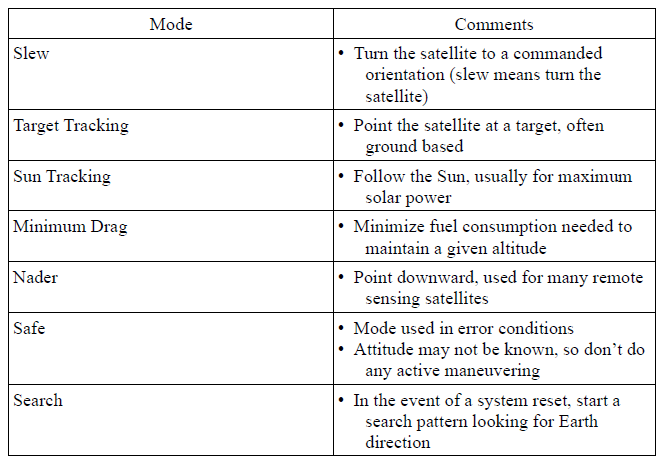 Mode Comments
Slew • Turn the satellite to a commanded
orientation (slew means turn the
satellite)
Target Tracking • Point the satellite at a target, often
ground based
Sun Tracking • Follow the Sun, usually for maximum
solar power
Minimum Drag • Minimize fuel consumption needed to
maintain a given altitude
Nader • Point downward, used for many remote
sensing satellites
Safe • Mode used in error conditions
• Attitude may not be known, so don’t do
any active maneuvering
Search • In the event of a system reset, start a
search pattern looking for Earth
direction